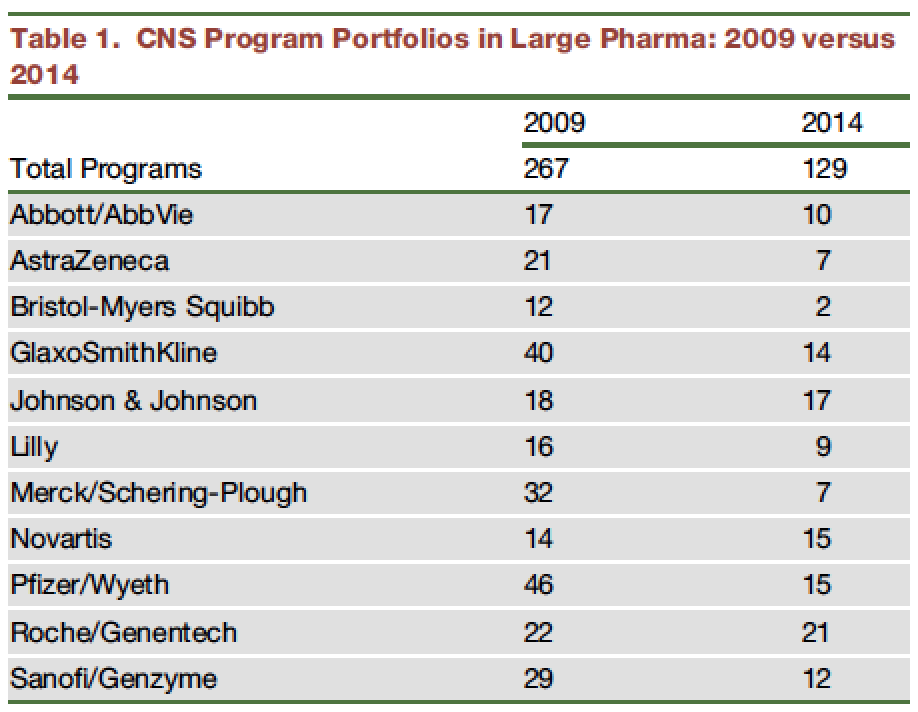 Table 1. CNS Program Portfolios in Large Pharma: 2009 versus
2014
2009 2014
Total Programs 267 129
Abbott/AbbVie 17 10
AstraZeneca 21 7
Bristol-Myers Squibb 12 2
GlaxoSmithKline 40 14
Johnson & Johnson 18 17
Lilly 16 9
Merck/Schering-Plough 32 7
Novartis 14 15
Pfizer/Wyeth 46 15
Roche/Genentech 22 21
Sanofi/Genzyme 29 12